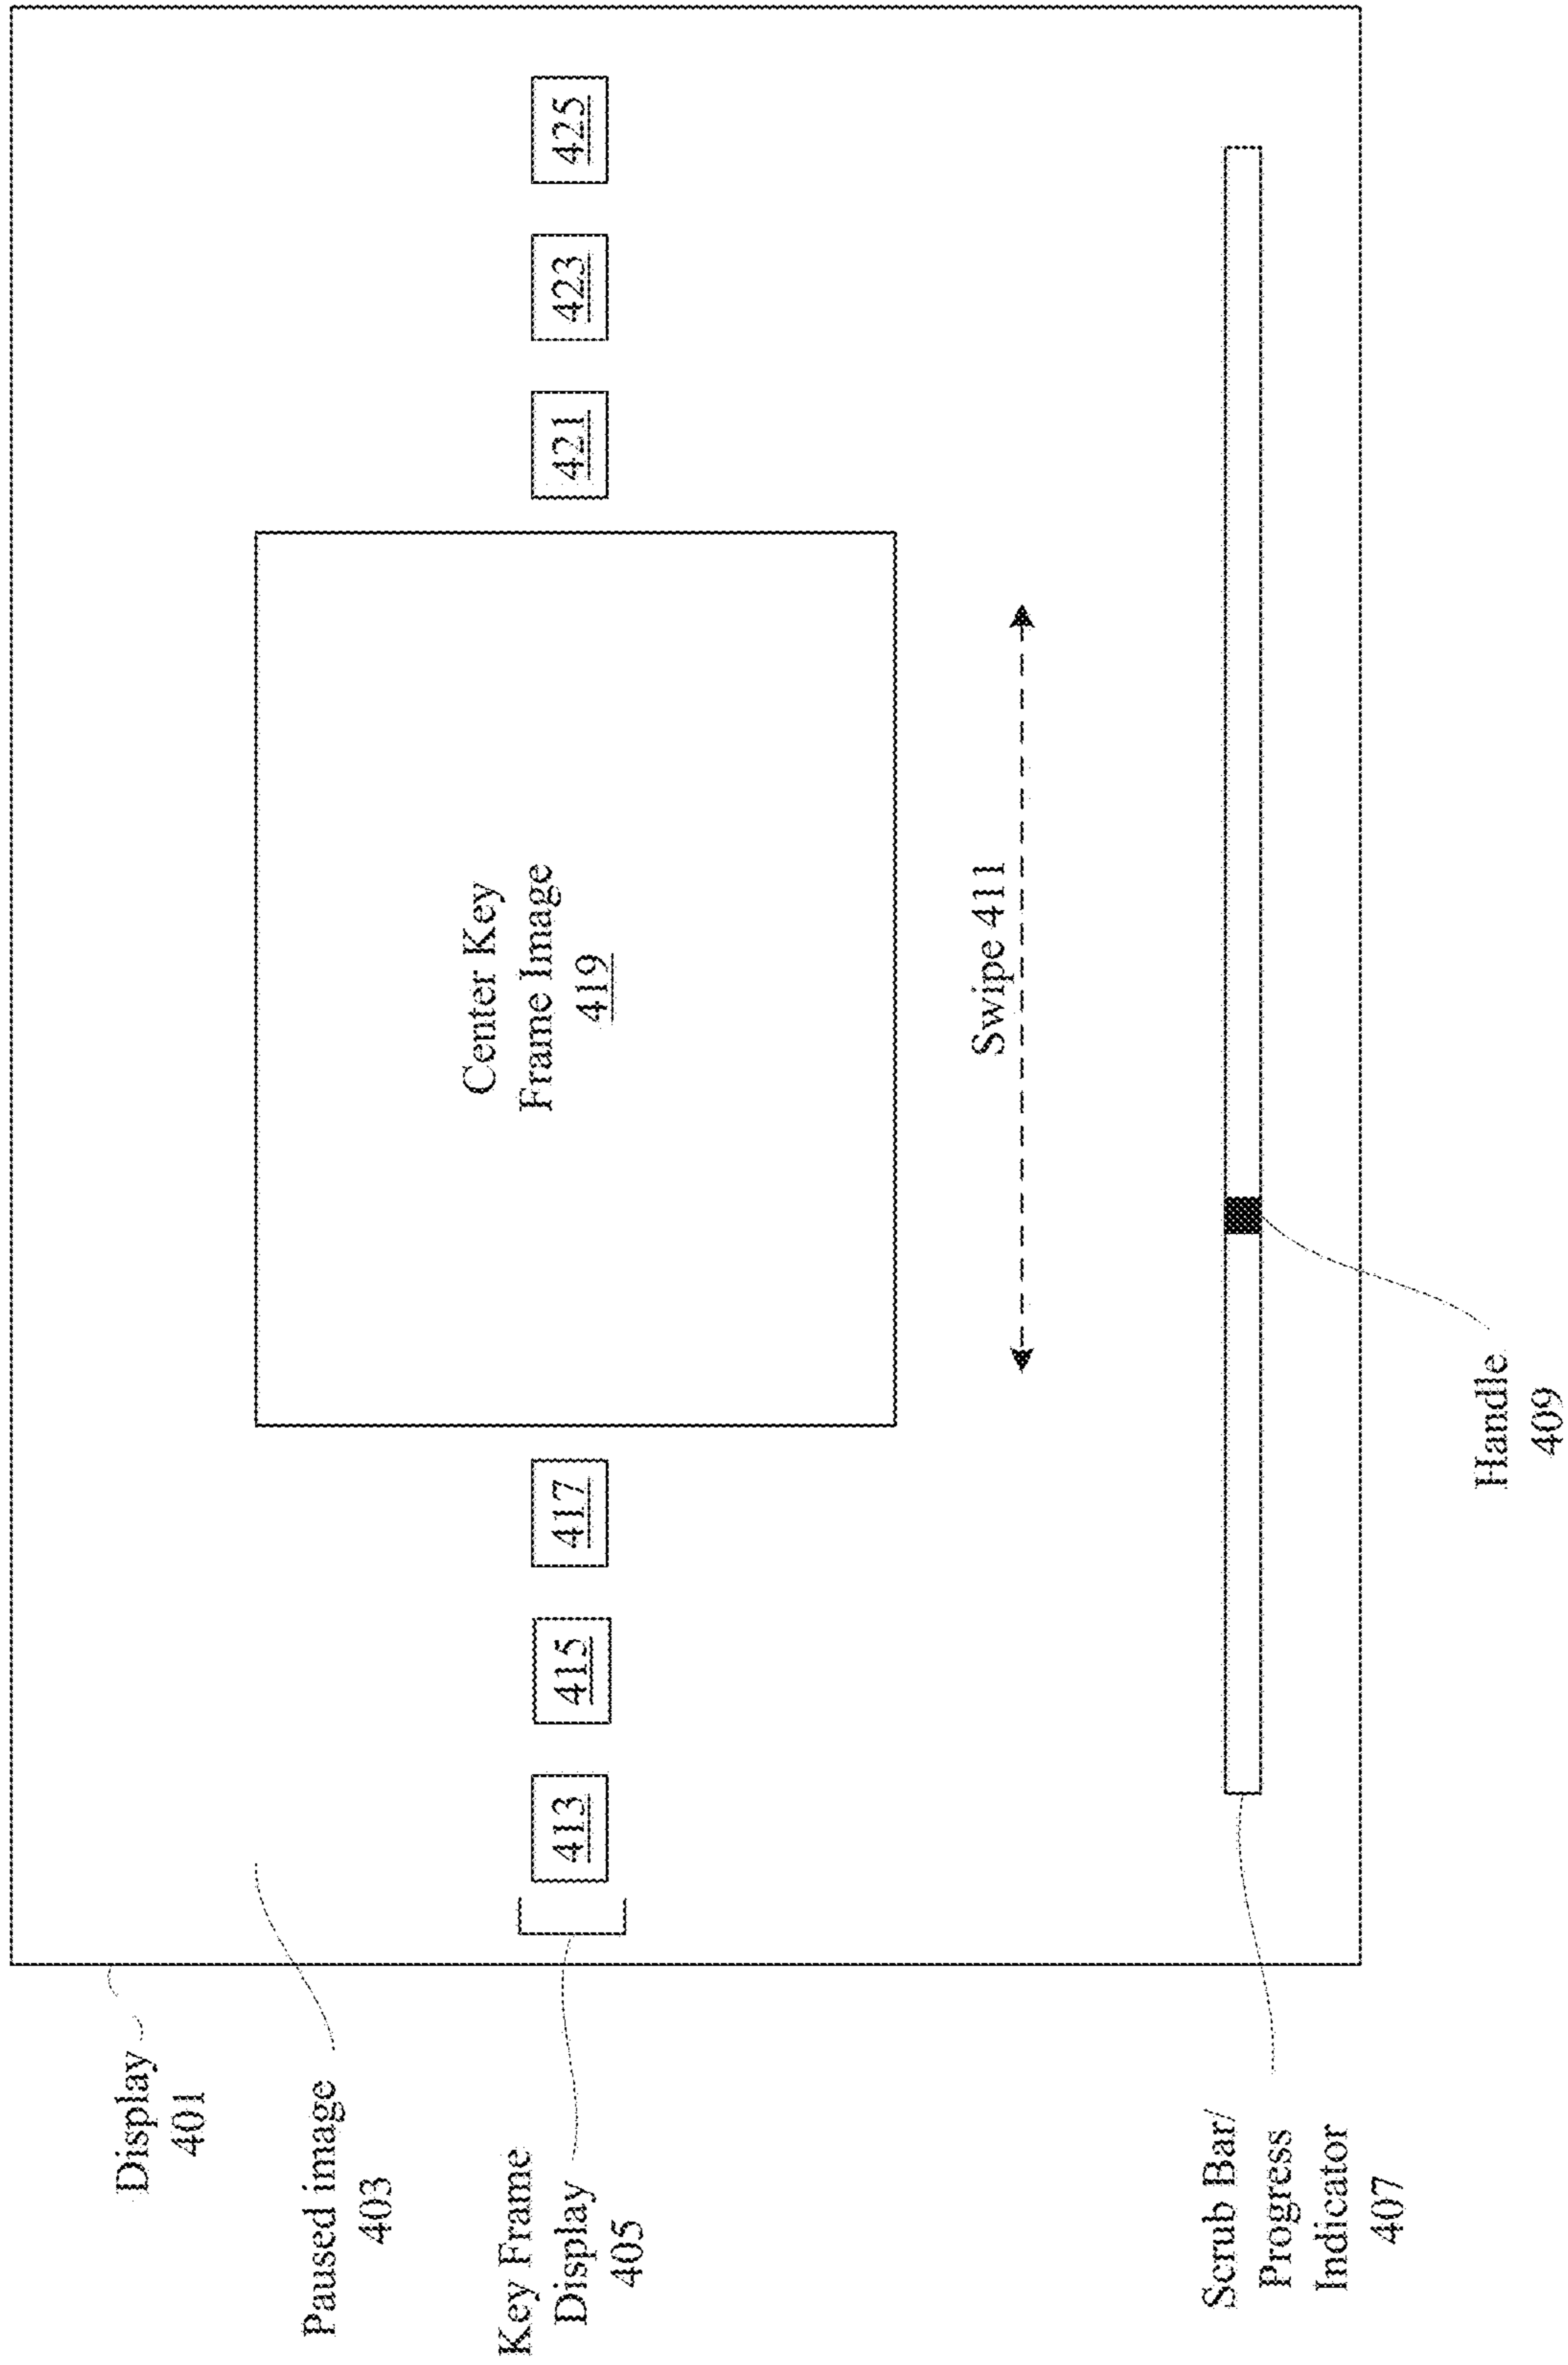 Display
401
Paused image
403
Key Frame
Display
405
413
415
417
Center Key
Frame Image
419
421
423
425
Swipe 411
Scrub Bar/
Progress
Indicator
407
Handle
409